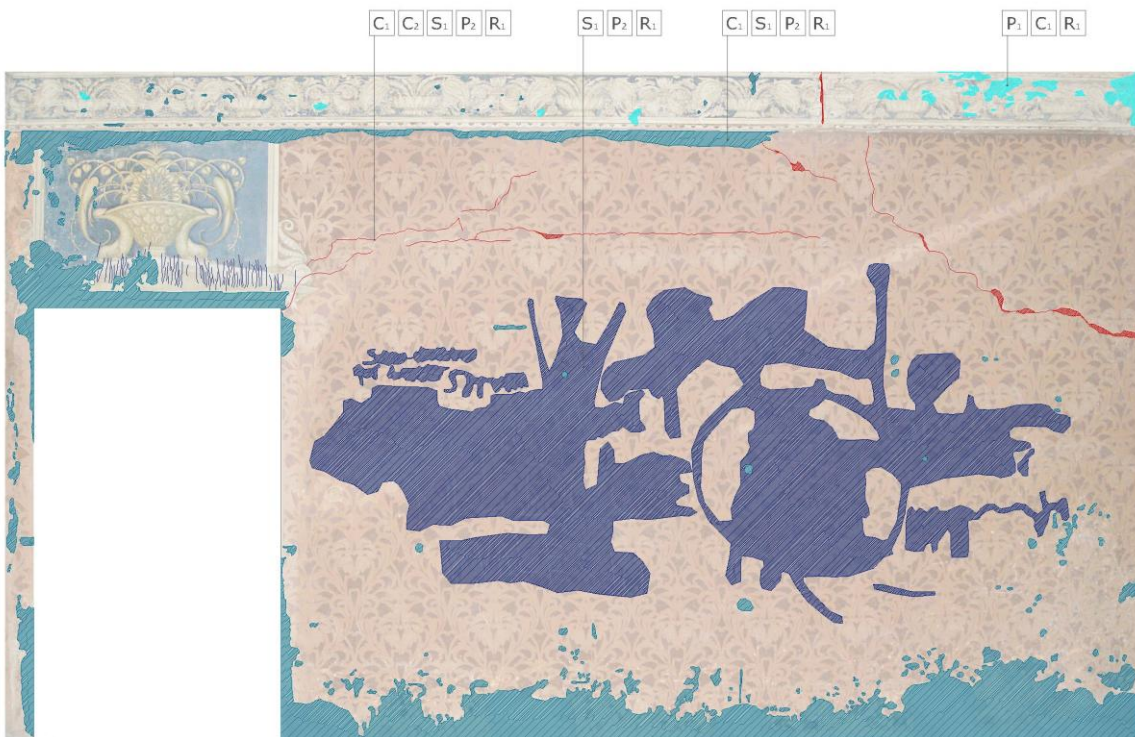 C₁ C₂ S₁ P₂ R₁
S₁ P₂ R₁
C₁ S₁ P₂ R₁
P₁ C₁ R₁